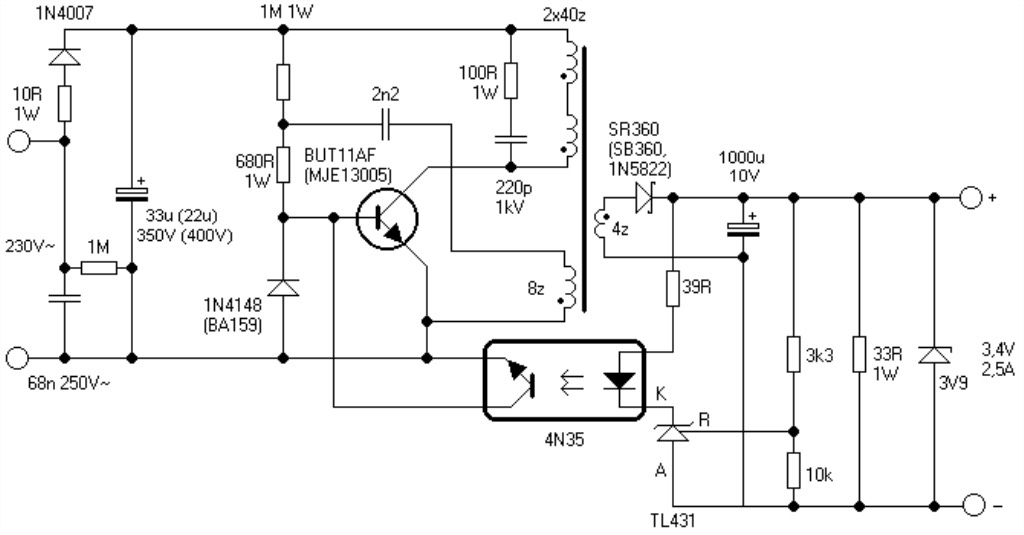 1N4007
1M 1W
2x40z
10R
1W
100R
1W
2n2
SR360
(SB360,
1N5822)
1000u
10V
680R
1W
BUT11AF
(MJE13005)
220p
1kV
+
33u (22u)
350V (400V)
+
+
230V~
1M
4z
39R
8z
1N4148
(BA159)
3k3
33R
1W
3V9
3,4V
2,5A
68n 250V~
K
R
4N35
A
10k
TL431
−